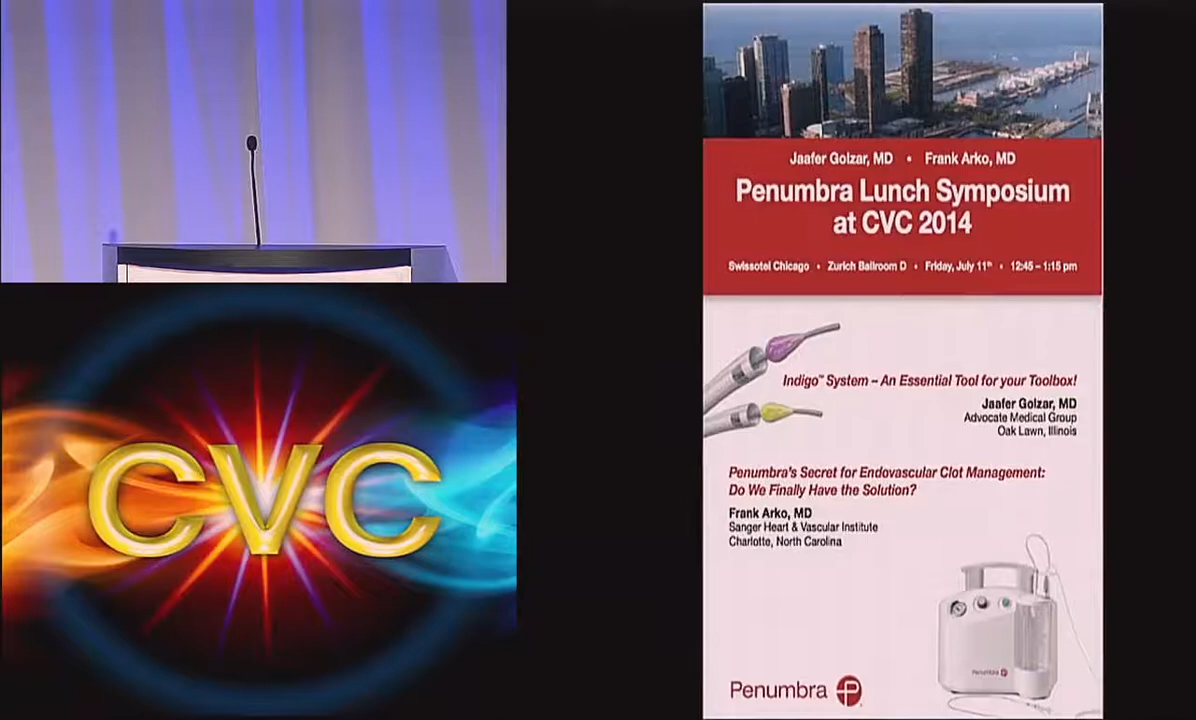 CVC
Jaafer Golzar, MD • Frank Arko, MD
Penumbra Lunch Symposium
at CVC 2014
Swissotel Chicago • Zurich Ballroom D • Friday, July 11th • 12:45 – 1:15 pm
Indigo™ System – An Essential Tool for your Toolbox!
Jaafer Golzar, MD
Advocate Medical Group
Oak Lawn, Illinois
Penumbra's Secret for Endovascular Clot Management:
Do We Finally Have the Solution?
Frank Arko, MD
Sanger Heart & Vascular Institute
Charlotte, North Carolina
Penumbra
Penumbra P